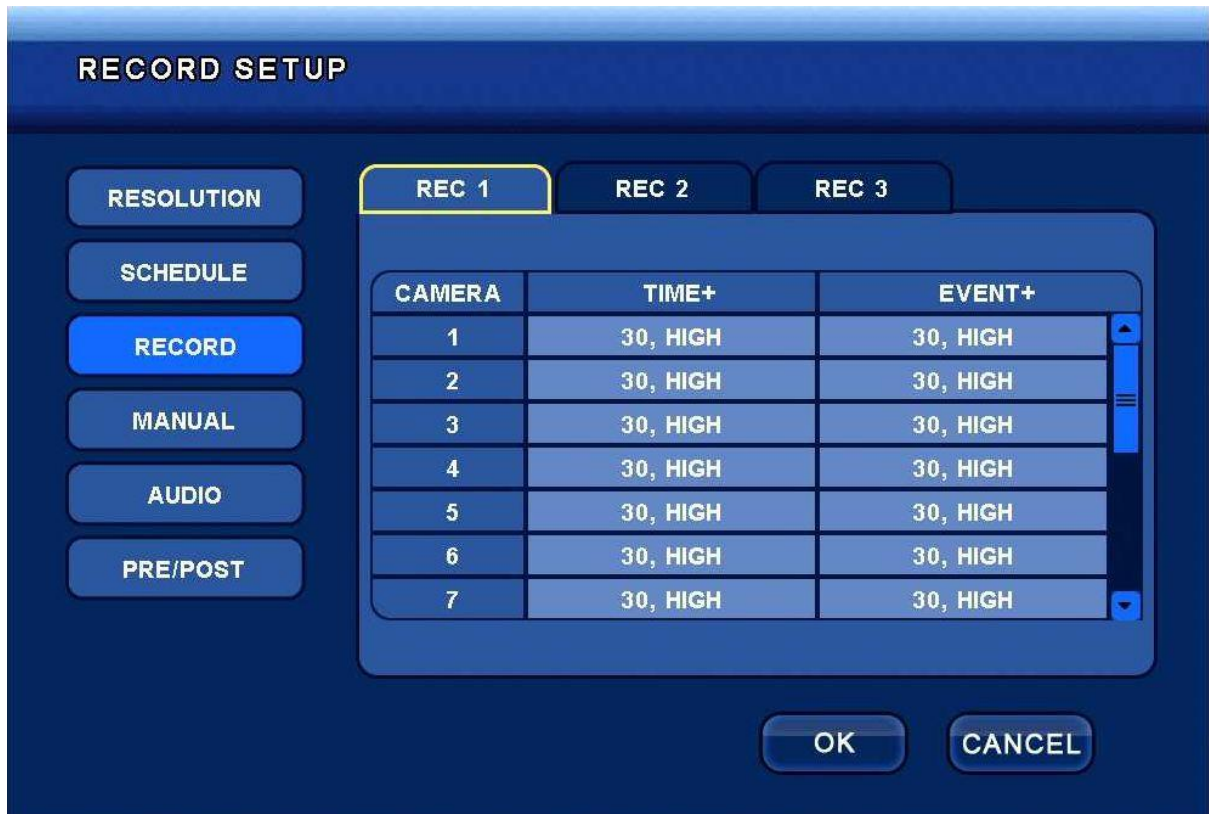 RECORD SETUP
RESOLUTION
SCHEDULE
RECORD
MANUAL
AUDIO
PRE/POST
REC 1 REC 2 REC 3
CAMERA TIME+ EVENT+
1 30, HIGH 30, HIGH
2 30, HIGH 30, HIGH
3 30, HIGH 30, HIGH
4 30, HIGH 30, HIGH
5 30, HIGH 30, HIGH
6 30, HIGH 30, HIGH
7 30, HIGH 30, HIGH
OK CANCEL